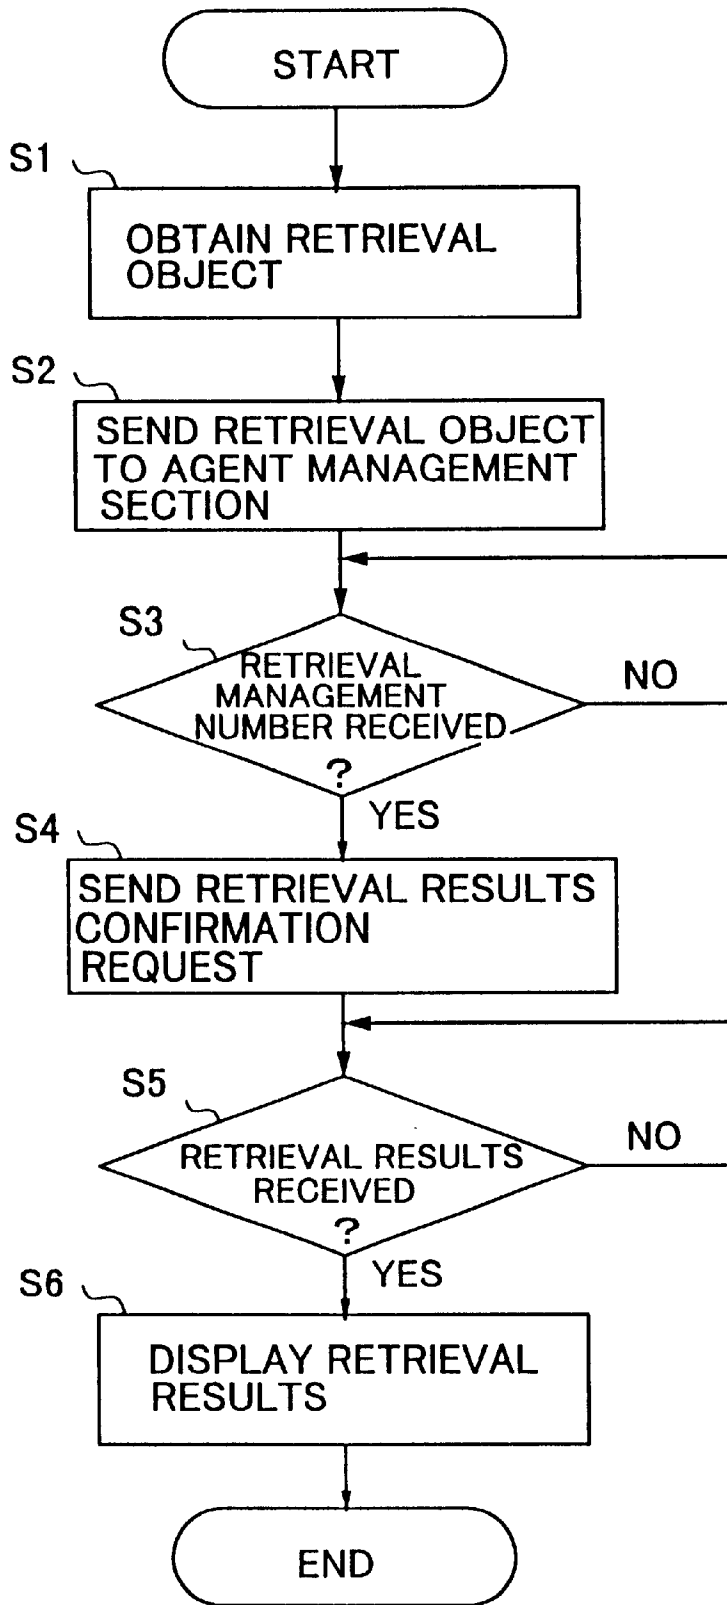 START
S1
OBTAIN RETRIEVAL
OBJECT
S2
SEND RETRIEVAL OBJECT
TO AGENT MANAGEMENT
SECTION
S3
RETRIEVAL
MANAGEMENT
NUMBER RECEIVED
?
NO
YES
S4
SEND RETRIEVAL RESULTS
CONFIRMATION
REQUEST
S5
RETRIEVAL RESULTS
RECEIVED
?
NO
YES
S6
DISPLAY RETRIEVAL
RESULTS
END